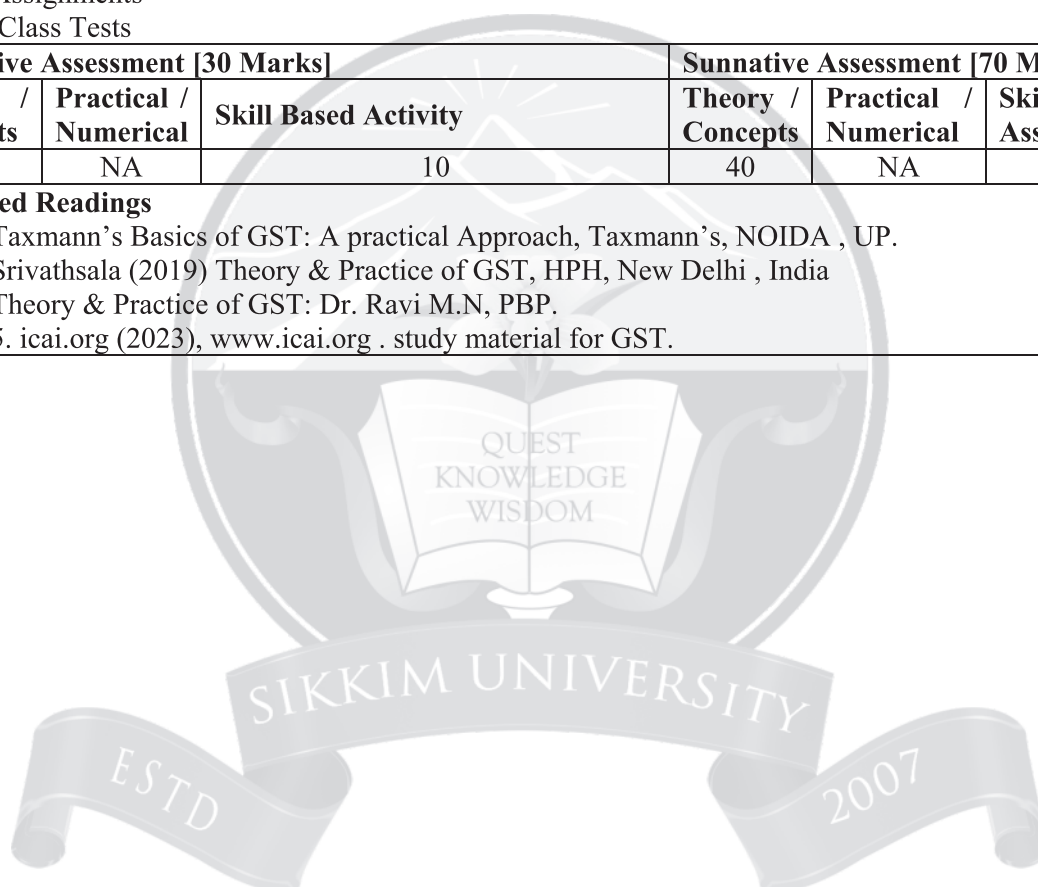 Class Tests
ive Assessment [30 Marks] Sunnative Assessment [70 M
/ Practical / Skill Based Activity Theory / Practical / Ski
ts Numerical Concepts Numerical Ass
NA 10 40 NA
ed Readings
Taxmann’s Basics of GST: A practical Approach, Taxmann’s, NOIDA , UP.
Srivathsala (2019) Theory & Practice of GST, HPH, New Delhi , India
Theory & Practice of GST: Dr. Ravi M.N, PBP.
5. icai.org (2023), www.icai.org . study material for GST.
QUEST
KNOWLEDGE
WISDOM
SIKKIM UNIVERSITY
ESTD 2007